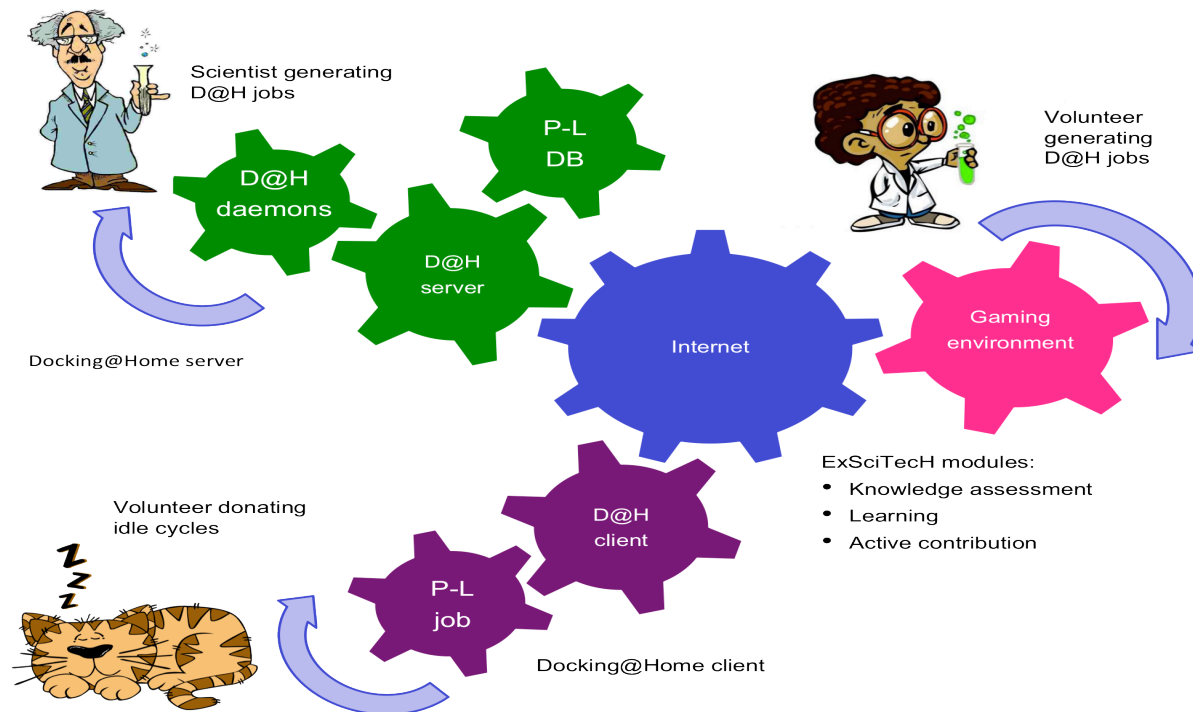 Scientist generating
D@H jobs
P-L
DB
Volunteer
generating
D@H jobs
D@H
daemons
D@H
server
Internet
Gaming
environment
Docking@Home server
ExSciTecH modules:
• Knowledge assessment
• Learning
• Active contribution
Volunteer donating
idle cycles
D@H
client
P-L
job
Docking@Home client
Z
Z
Z